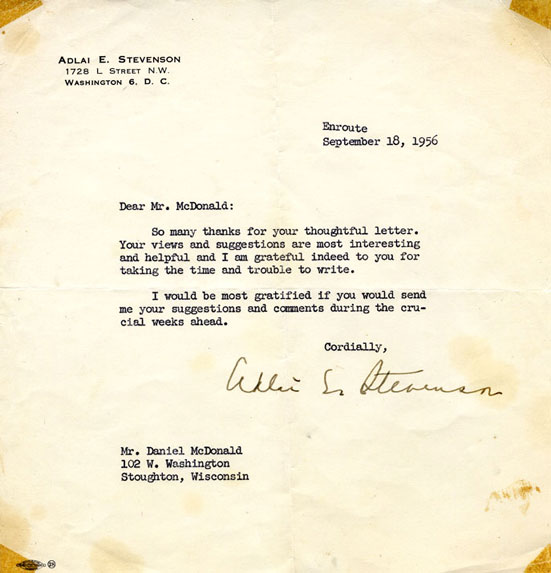 ADLAI E. STEVENSON
1728 L STREET N.W.
WASHINGTON 6, D. C.
Enroute
September 18, 1956
Dear Mr. McDonald:
So many thanks for your thoughtful letter.
Your views and suggestions are most interesting
and helpful and I am grateful indeed to you for
taking the time and trouble to write.
I would be most gratified if you would send
me your suggestions and comments during the cru-
cial weeks ahead.
Cordially,
Adlai E. Stevenson
Mr. Daniel McDonald
102 W. Washington
Stoughton, Wisconsin